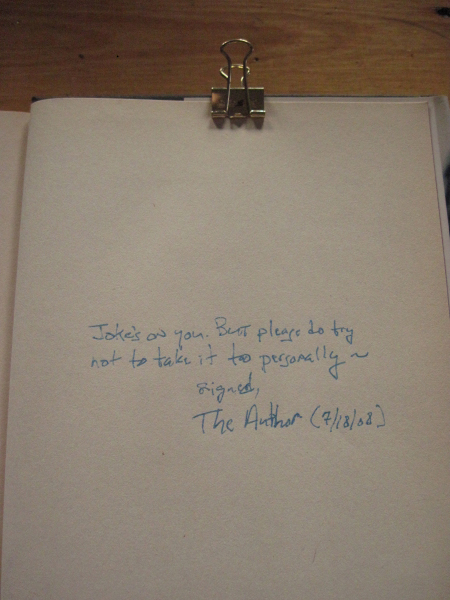 Joke's on you. But please do try
not to take it too personally ~
signed,
The Author (7/18/08]